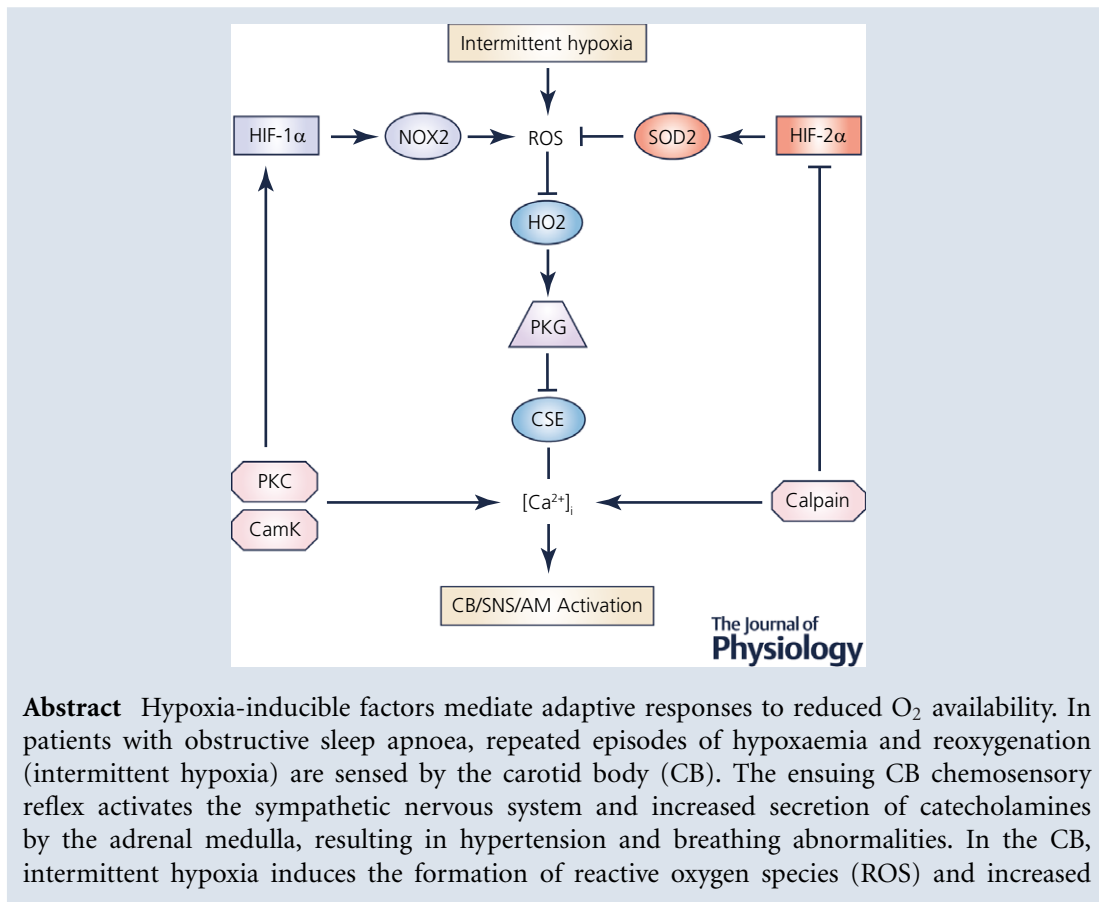 Intermittent hypoxia
HIF-1α NOX2 ROS SOD2 HIF-2α
HO2
PKG
CSE
PKC
CamK
[Ca²⁺]ᵢ
Calpain
CB/SNS/AM Activation
The Journal of
Physiology
Abstract Hypoxia-inducible factors mediate adaptive responses to reduced O₂ availability. In
patients with obstructive sleep apnoea, repeated episodes of hypoxaemia and reoxygenation
(intermittent hypoxia) are sensed by the carotid body (CB). The ensuing CB chemosensory
reflex activates the sympathetic nervous system and increased secretion of catecholamines
by the adrenal medulla, resulting in hypertension and breathing abnormalities. In the CB,
intermittent hypoxia induces the formation of reactive oxygen species (ROS) and increased